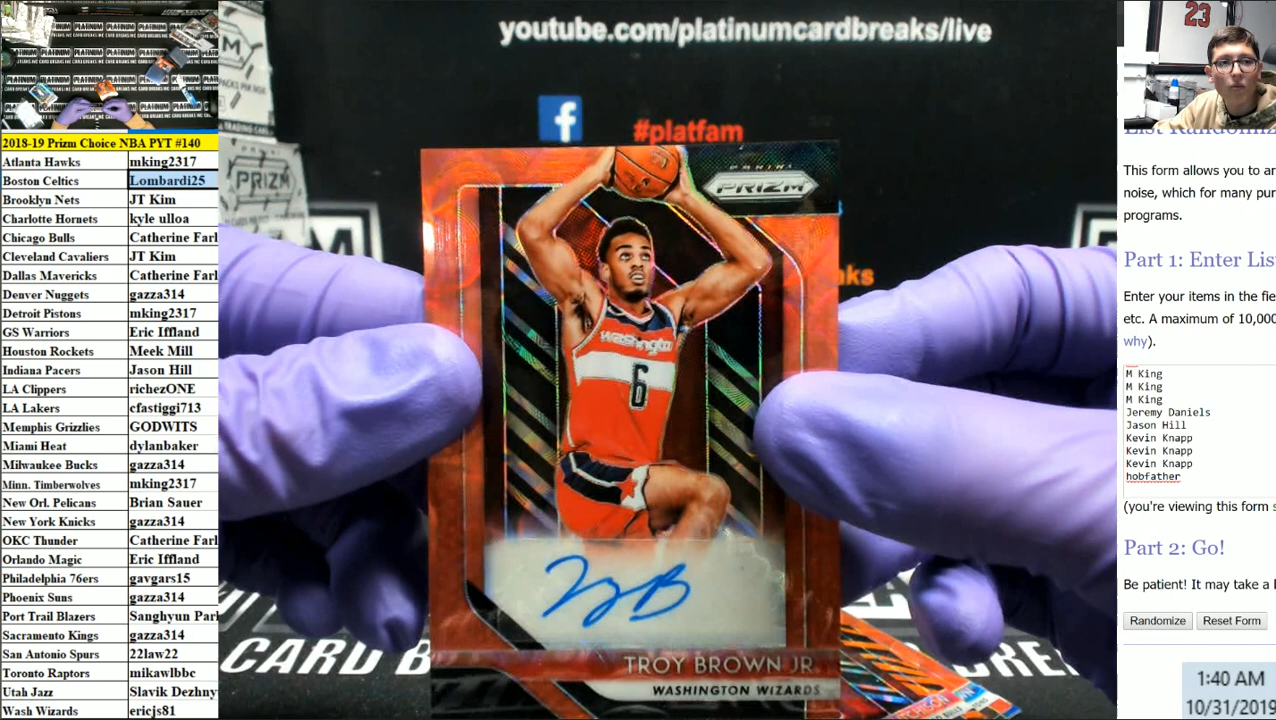 youtube.com/platinumcardbreaks/live
#platfam
2018-19 Prizm Choice NBA PYT #140
Atlanta Hawks mking2317
Boston Celtics Lombardi25
Brooklyn Nets JT Kim
Charlotte Hornets kyle ulloa
Chicago Bulls Catherine Farl
Cleveland Cavaliers JT Kim
Dallas Mavericks Catherine Farl
Denver Nuggets gazza314
Detroit Pistons mking2317
GS Warriors Eric Iffland
Houston Rockets Meek Mill
Indiana Pacers Jason Hill
LA Clippers richezONE
LA Lakers cfastiggi713
Memphis Grizzlies GODWITS
Miami Heat dylanbaker
Milwaukee Bucks gazza314
Minn. Timberwolves mking2317
New Orl. Pelicans Brian Sauer
New York Knicks gazza314
OKC Thunder Catherine Farl
Orlando Magic Eric Iffland
Philadelphia 76ers gavgars15
Phoenix Suns gazza314
Port Trail Blazers Sanghyun Parl
Sacramento Kings gazza314
San Antonio Spurs 22law22
Toronto Raptors mikawlbbc
Utah Jazz Slavik Dezhny
Wash Wizards ericjs81
PRIZM
PANINI
PRIZM
Washington
6
TROY BROWN JR.
WASHINGTON WIZARDS
CARD B
23
List Randomiz
This form allows you to ar
noise, which for many pur
programs.
Part 1: Enter List
Enter your items in the fie
etc. A maximum of 10,000
why).
M King
M King
M King
Jeremy Daniels
Jason Hill
Kevin Knapp
Kevin Knapp
Kevin Knapp
hobfather
(you're viewing this form s
Part 2: Go!
Be patient! It may take a
Randomize Reset Form
1:40 AM
10/31/2019